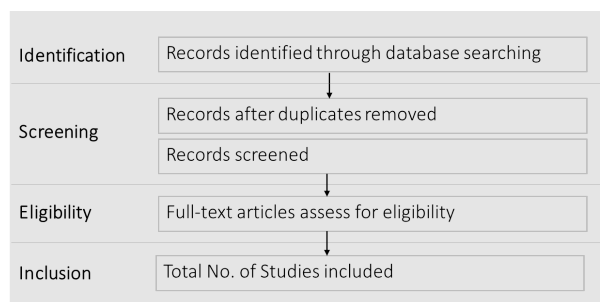 Identification
Records identified through database searching
Screening
Records after duplicates removed
Records screened
Eligibility
Full-text articles assess for eligibility
Inclusion
Total No. of Studies included